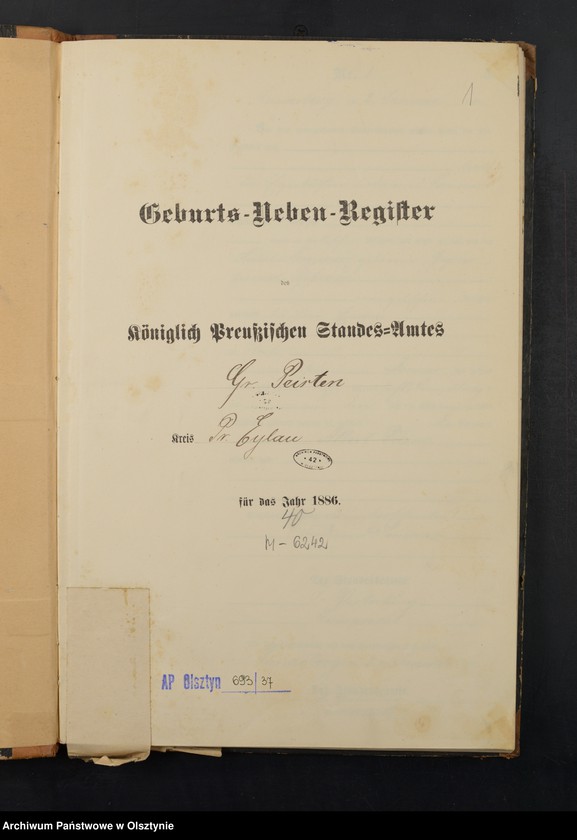 1
Geburts-Neben-Register
des
Königlich Preußischen Standes-Amtes
Gr. Peisten
Kreis Pr. Eylau
• 42 •
für das Jahr 1886.
40
M - 6242
AP Olsztyn 693/37
Archiwum Państwowe w Olsztynie